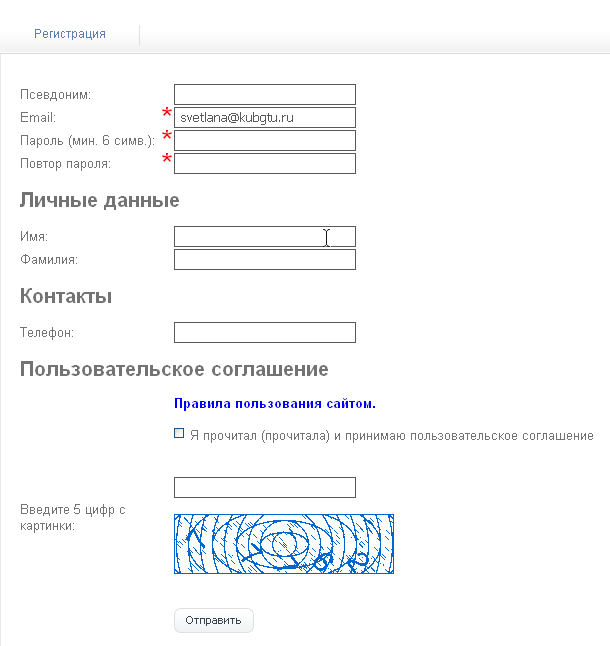 Регистрация
Псевдоним:
Email: * svetlana@kubgtu.ru
Пароль (мин. 6 симв.): *
Повтор пароля: *
Личные данные
Имя:
Фамилия:
Контакты
Телефон:
Пользовательское соглашение
Правила пользования сайтом.
Я прочитал (прочитала) и принимаю пользовательское соглашение
Введите 5 цифр с
картинки:
Отправить